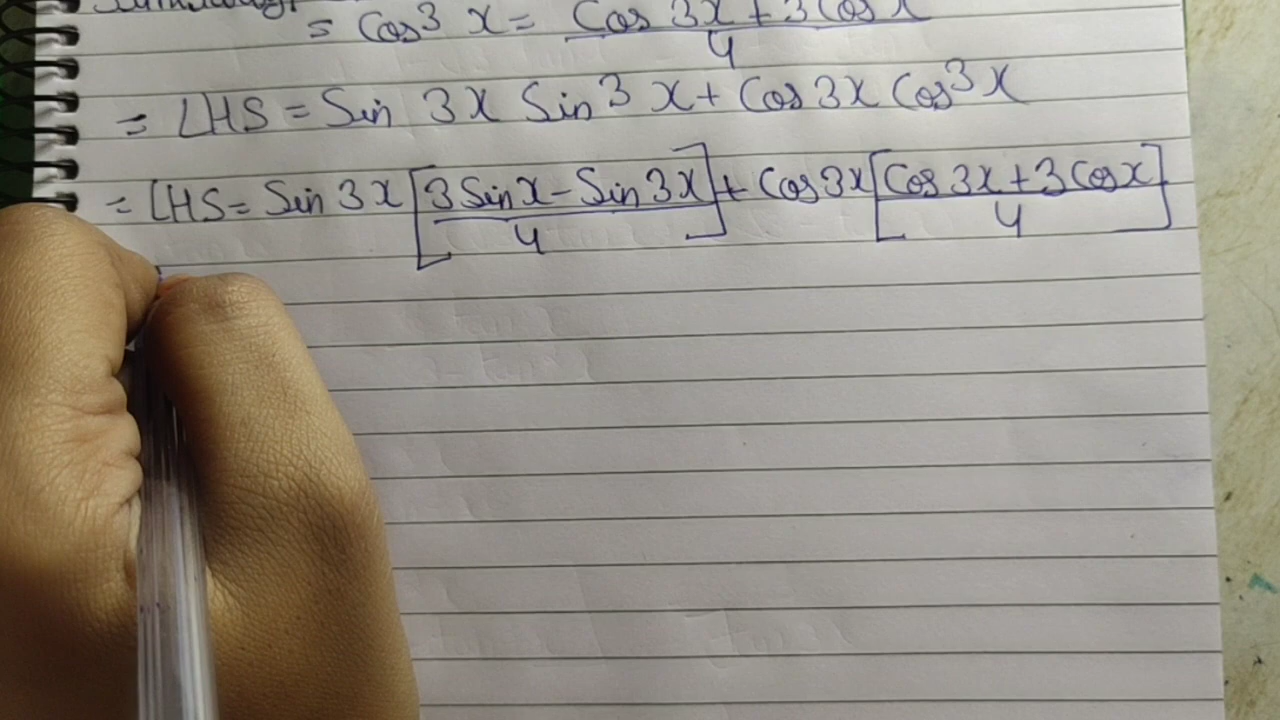 = Cos³ x = Cos 3x + 3 Cos x / 4
= LHS = Sin 3x Sin³ x + Cos 3x Cos³ x
= LHS = Sin 3x [3 Sin x - Sin 3x / 4] + Cos 3x [Cos 3x + 3 Cos x / 4]